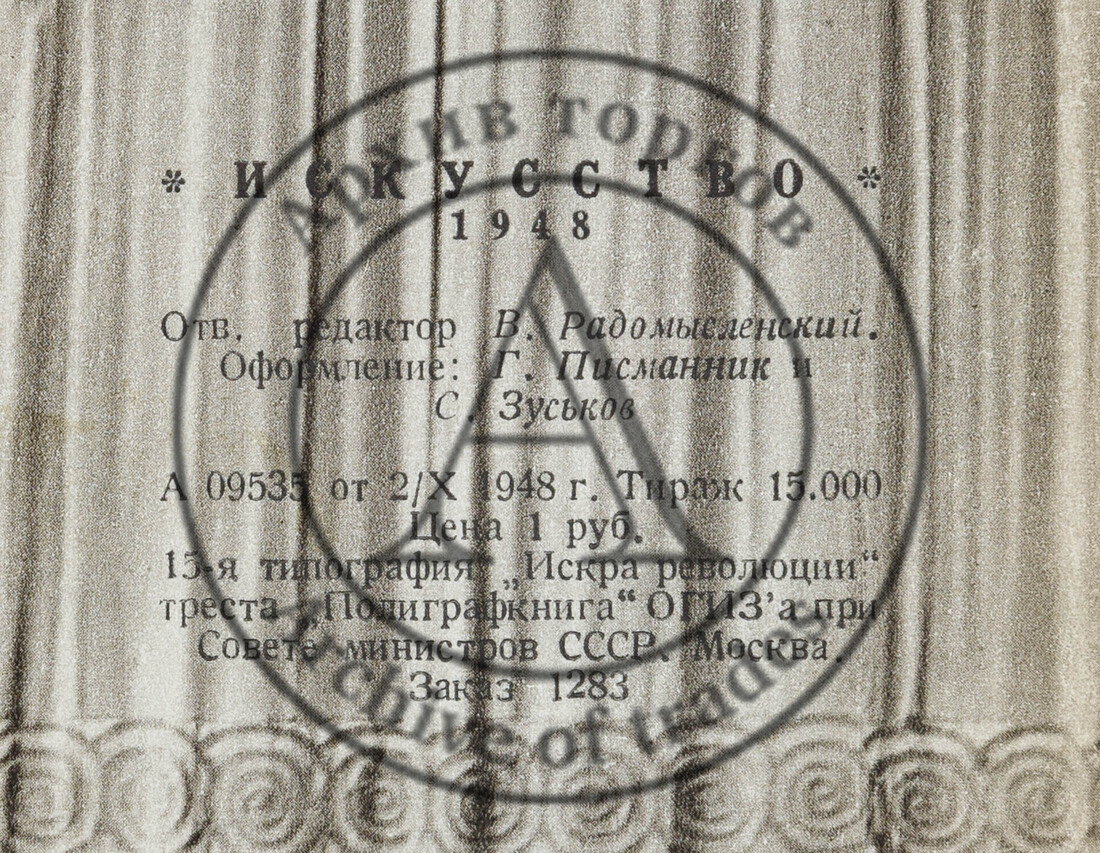 * ИСКУССТВО *
1948
Отв. редактор В. Радомысленский.
Оформление: Г. Писманник и
С. Зуськов
А 09535 от 2/X 1948 г. Тираж 15.000
Цена 1 руб.
15-я типография „Искра революции“
треста „Полиграфкнига“ ОГИЗ’а при
Совете министров СССР. Москва.
Заказ 1283
Архив торгов
Archive of trades